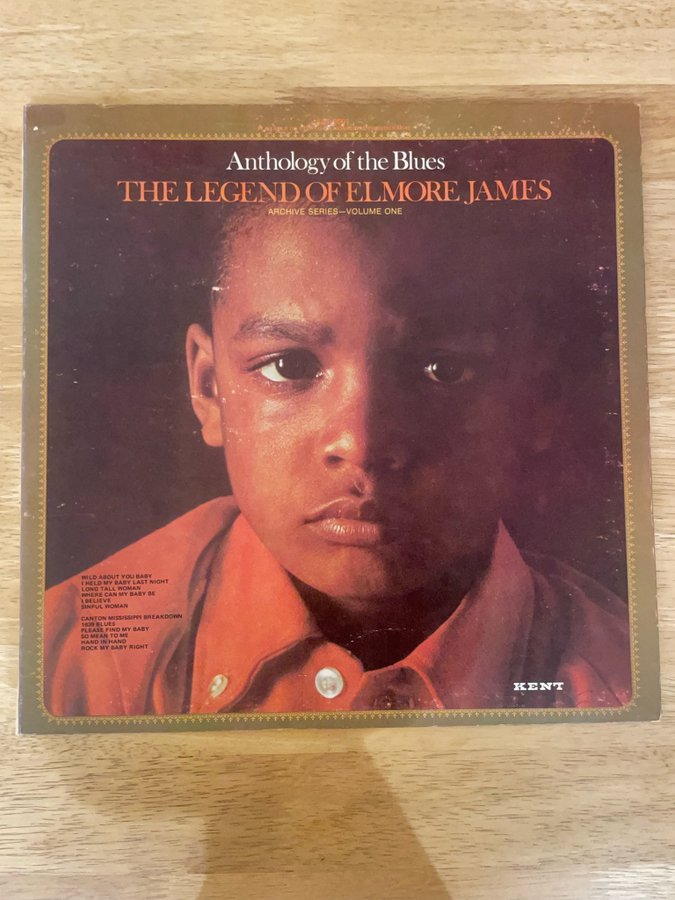 Anthology of the Blues
THE LEGEND OF ELMORE JAMES
ARCHIVE SERIES—VOLUME ONE
WILD ABOUT YOU BABY
I HELD MY BABY LAST NIGHT
LONG TALL WOMAN
WHERE CAN MY BABY BE
I BELIEVE
SINFUL WOMAN
CANTON MISSISSIPPI BREAKDOWN
1839 BLUES
PLEASE FIND MY BABY
SO MEAN TO ME
HAND IN HAND
ROCK MY BABY RIGHT
KENT